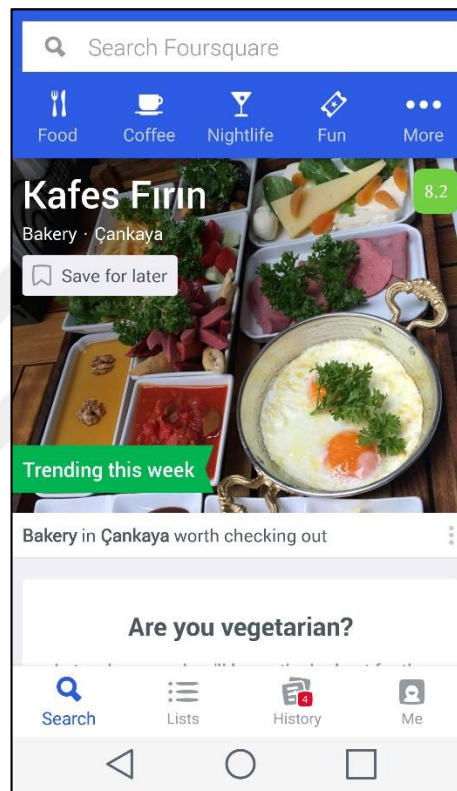 Search Foursquare
Food Coffee Nightlife Fun More
Kafes Fırın
8.2
Bakery · Çankaya
Save for later
Trending this week
Bakery in Çankaya worth checking out
Are you vegetarian?
4
Search Lists History Me